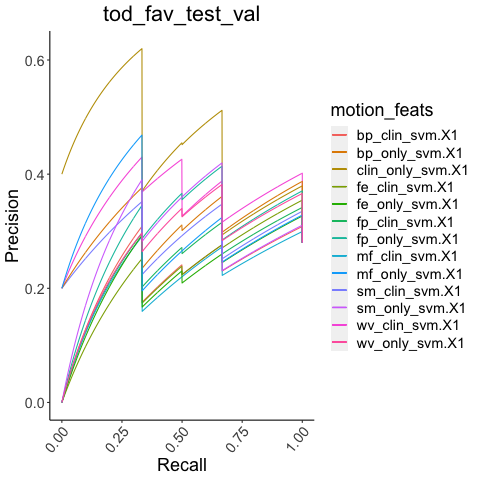 tod_fav_test_val
0.6
0.4
0.2
0.0
Precision
0.00
0.25
0.50
0.75
1.00
Recall
motion_feats
bp_clin_svm.X1
bp_only_svm.X1
clin_only_svm.X1
fe_clin_svm.X1
fe_only_svm.X1
fp_clin_svm.X1
fp_only_svm.X1
mf_clin_svm.X1
mf_only_svm.X1
sm_clin_svm.X1
sm_only_svm.X1
wv_clin_svm.X1
wv_only_svm.X1